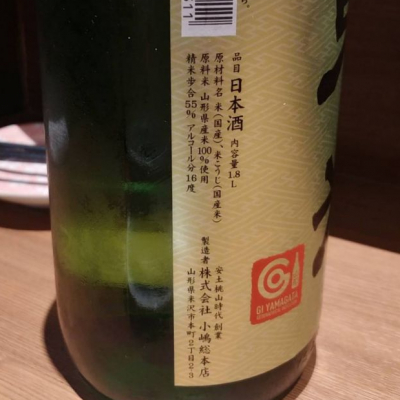 品目 日本酒 内容量1.8L
原材料名 米(国産)、米こうじ(国産米)
原料米 山形県産米100%使用
精米歩合55% アルコール分16度
安土桃山時代 創業
製造者 株式会社 小嶋総本店
山形県米沢市本町2丁目2-3
GI
GI YAMAGATA